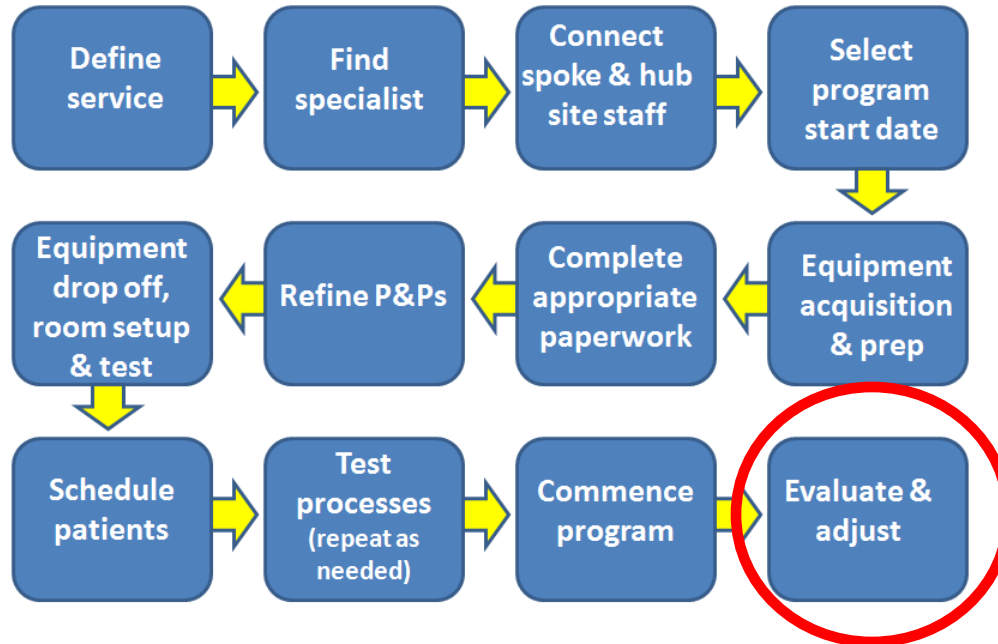 Define
service
Find
specialist
Connect
spoke & hub
site staff
Select
program
start date
Equipment
acquisition
& prep
Complete
appropriate
paperwork
Refine P&Ps
Equipment
drop off,
room setup
& test
Schedule
patients
Test
processes
(repeat as
needed)
Commence
program
Evaluate &
adjust